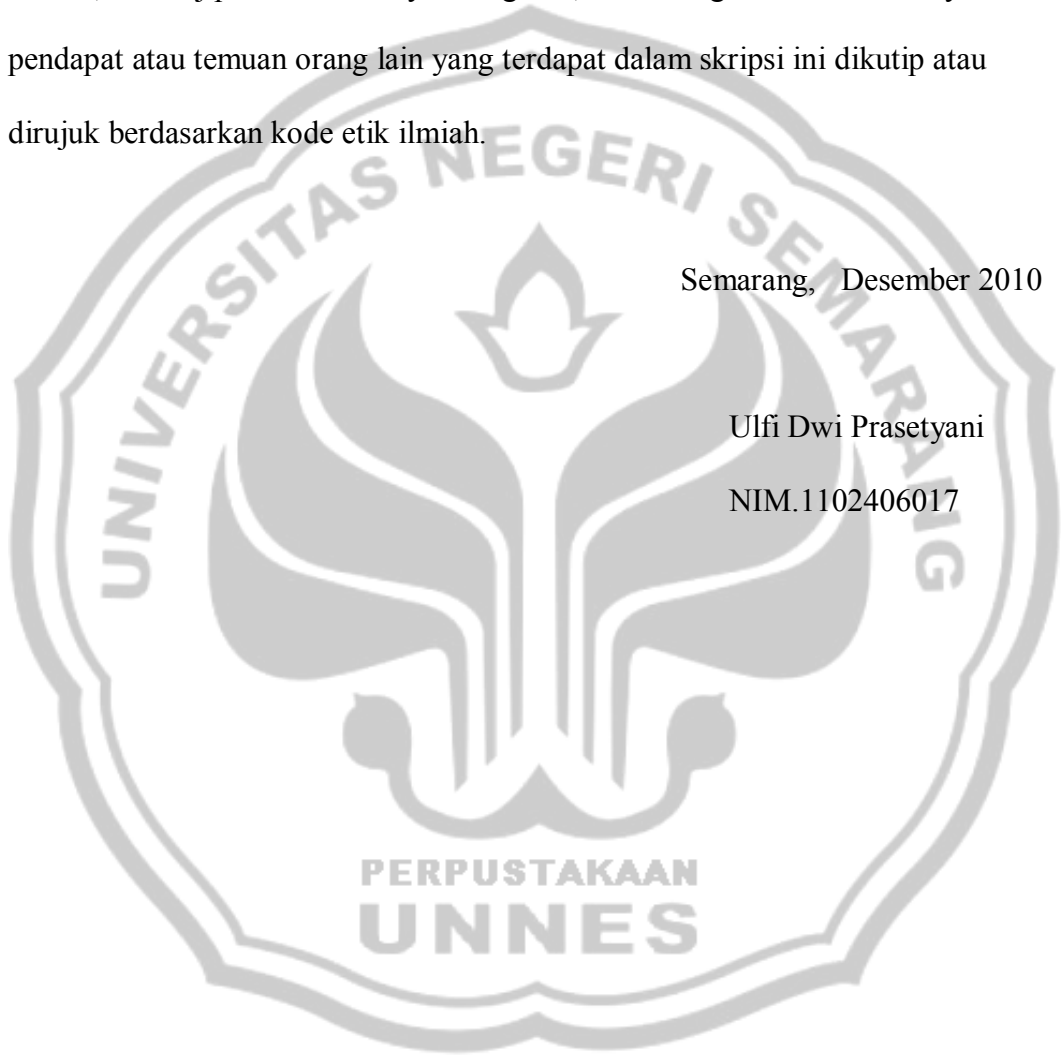 pendapat atau temuan orang lain yang terdapat dalam skripsi ini dikutip atau
dirujuk berdasarkan kode etik ilmiah.
UNIVERSITAS NEGERI SEMARANG
Semarang, Desember 2010
Ulfi Dwi Prasetyani
NIM.1102406017
PERPUSTAKAAN
UNNES